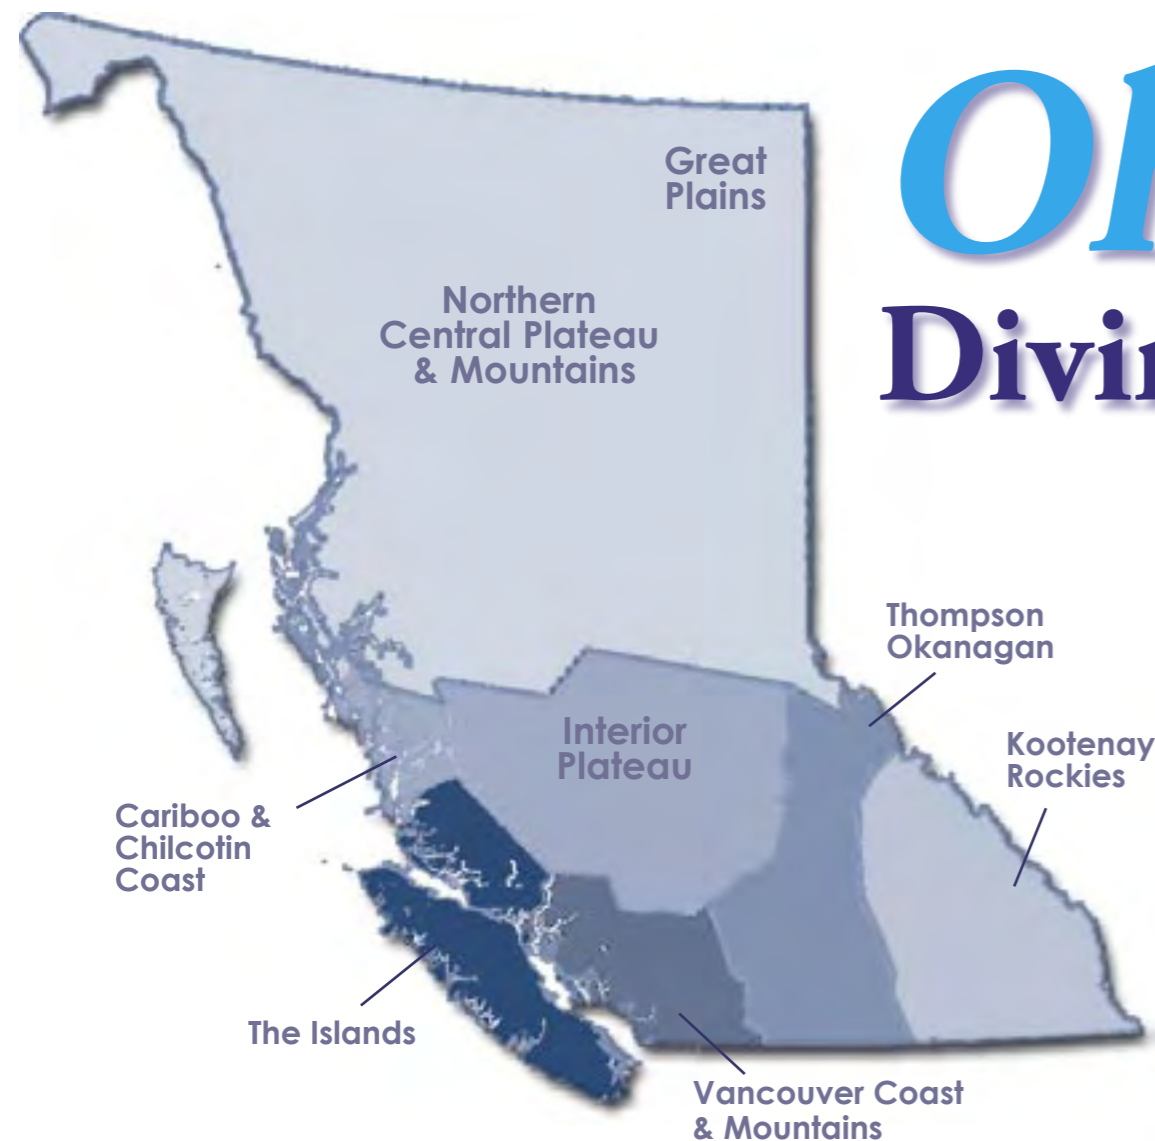 Great
Plains
Northern
Central Plateau
& Mountains
Thompson
Okanagan
Kootenay
Rockies
Interior
Plateau
Cariboo &
Chilcotin
Coast
The Islands
Vancouver Coast
& Mountains